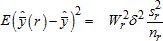 E(ŷ̂(r) − ŷ)² = W_r² δ² s_r²/n_r